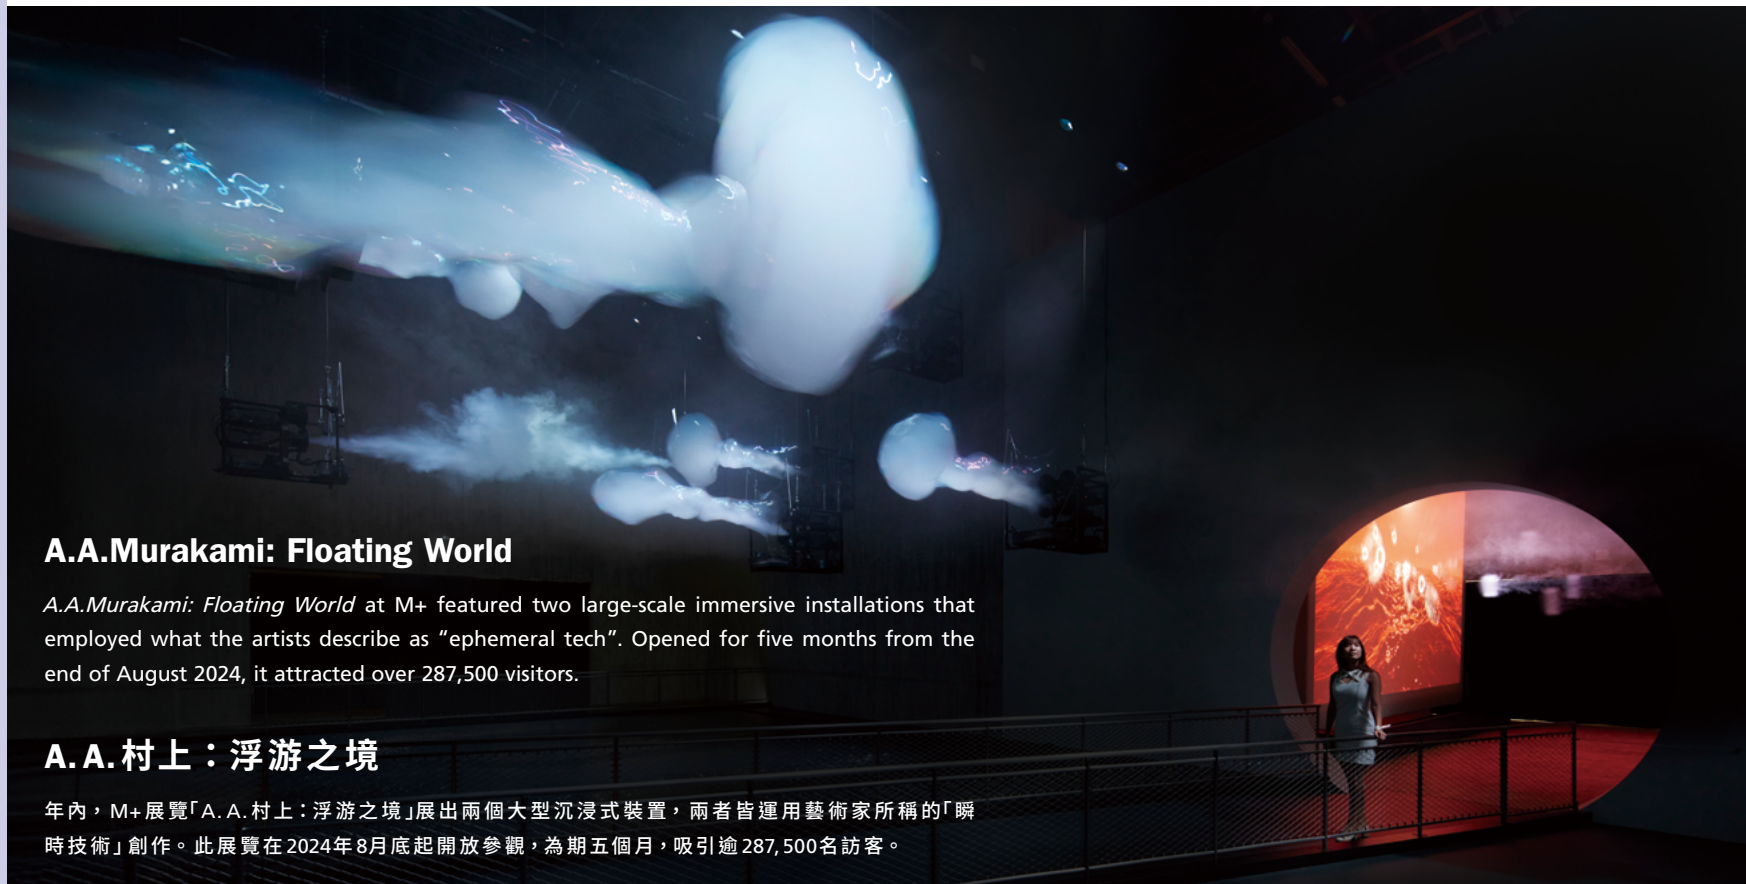 A.A.Murakami: Floating World
A.A.Murakami: Floating World at M+ featured two large-scale immersive installations that
employed what the artists describe as “ephemeral tech”. Opened for five months from the
end of August 2024, it attracted over 287,500 visitors.
A.A.村上：浮游之境
年內，M+展覽「A.A.村上：浮游之境」展出兩個大型沉浸式裝置，兩者皆運用藝術家所稱的「瞬
時技術」創作。此展覽在2024年8月底起開放參觀，為期五個月，吸引逾287,500名訪客。